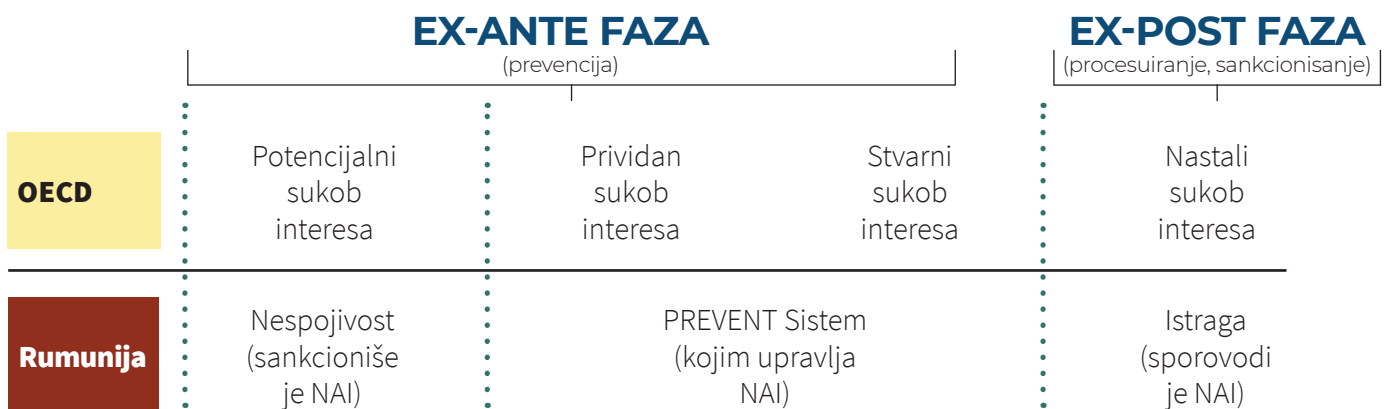 EX-ANTE FAZA
(prevencija)
EX-POST FAZA
(procesuiranje, sankcionisanje)
OECD
Potencijalni
sukob
interesa
Prividan
sukob
interesa
Stvarni
sukob
interesa
Nastali
sukob
interesa
Rumunija
Nespojivost
(sankcioniše
je NAI)
PREVENT Sistem
(kojim upravlja
NAI)
Istraga
(sporovodi
je NAI)